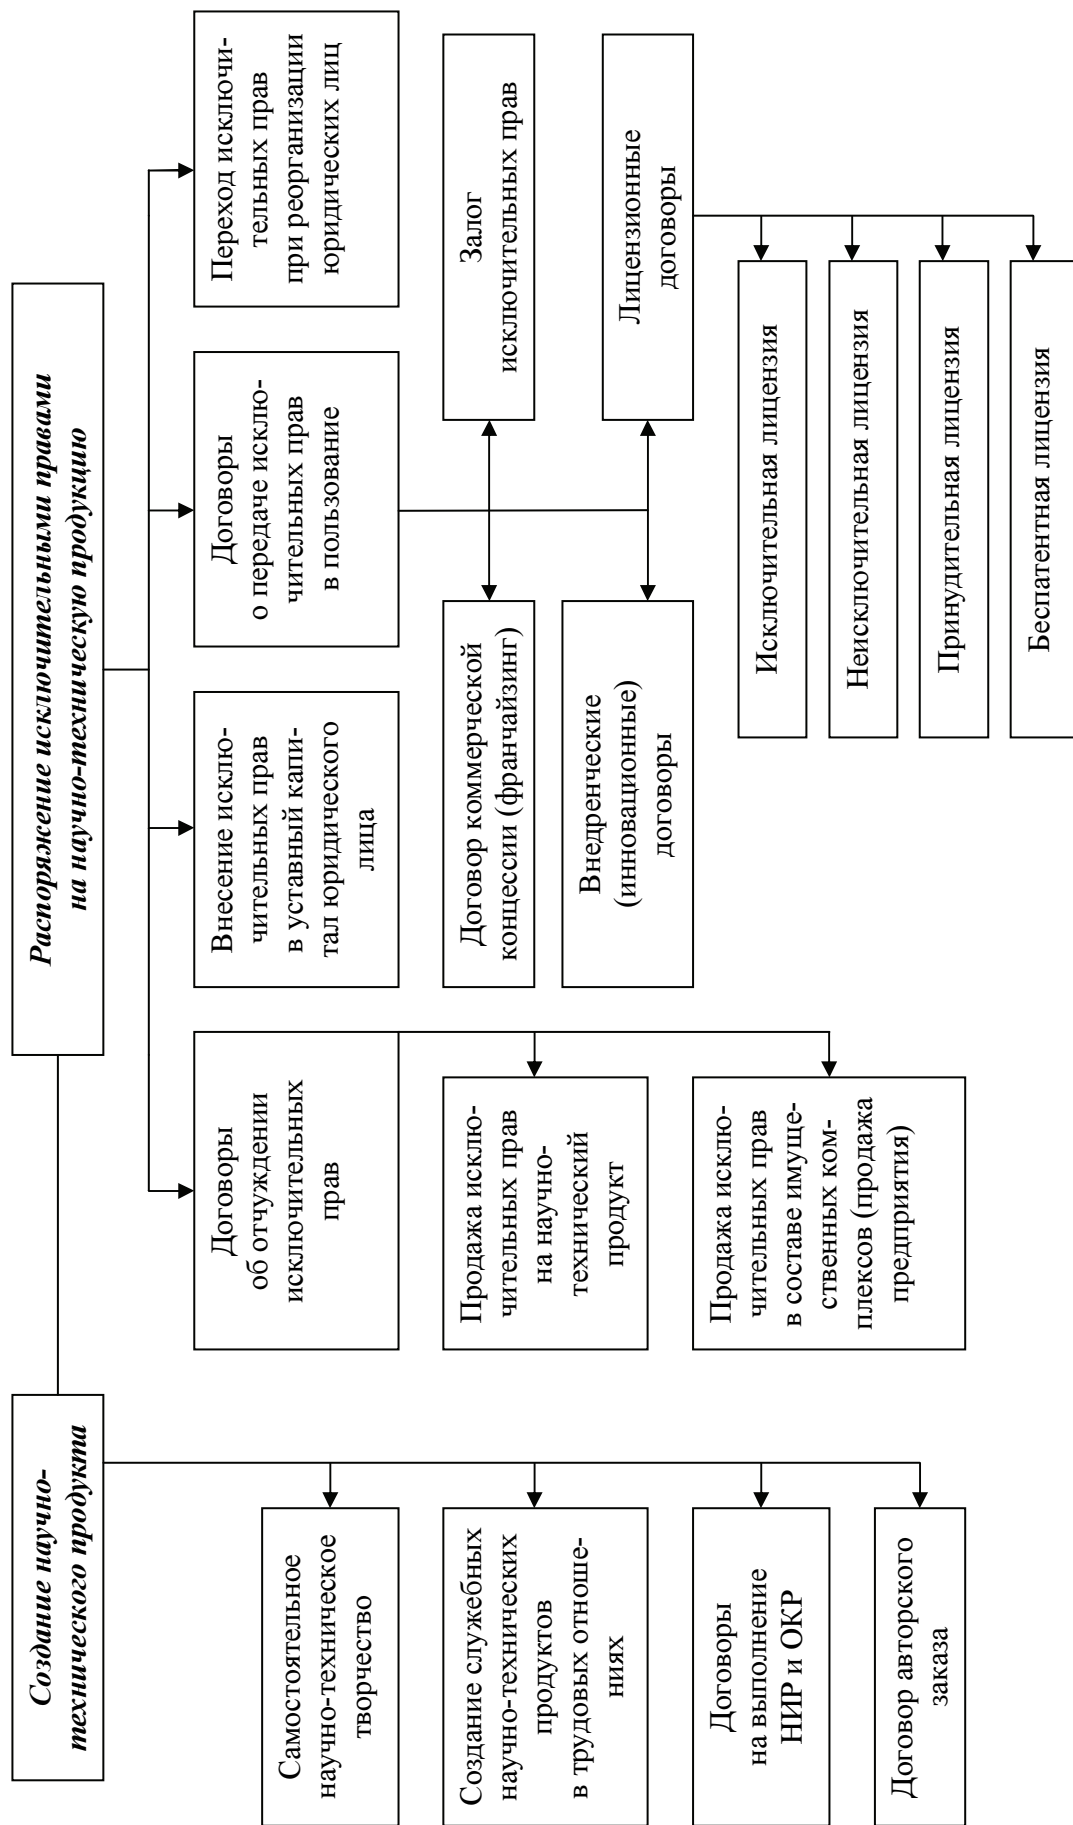 Создание научно-
технического продукта
Распоряжение исключительными правами
на научно-техническую продукцию
Самостоятельное
научно-техническое
творчество
Создание служебных
научно-технических
продуктов
в трудовых отноше-
ниях
Договоры
на выполнение
НИР и ОКР
Договор авторского
заказа
Договоры
об отчуждении
исключительных
прав
Внесение исклю-
чительных прав
в уставный капи-
тал юридического
лица
Договоры
о передаче исклю-
чительных прав
в пользование
Переход исключи-
тельных прав
при реорганизации
юридических лиц
Продажа исклю-
чительных прав
на научно-
технический
продукт
Продажа исклю-
чительных прав
в составе имуще-
ственных ком-
плексов (продажа
предприятия)
Договор коммерческой
концессии (франчайзинг)
Залог
исключительных прав
Внедренческие
(инновационные)
договоры
Лицензионные
договоры
Исключительная лицензия
Неисключительная лицензия
Принудительная лицензия
Беспатентная лицензия